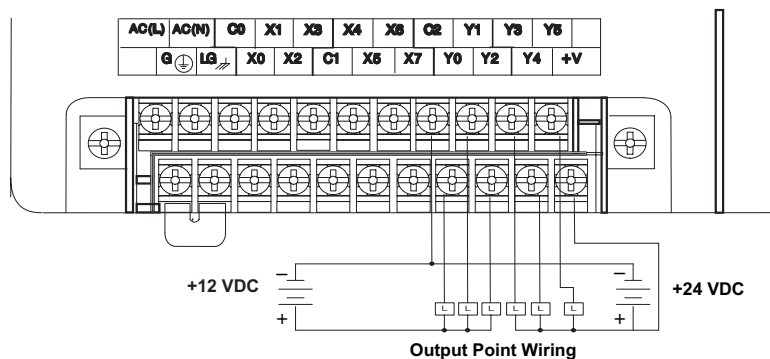 AC(L) AC(N) C0 X1 X3 X4 X6 C2 Y1 Y3 Y5
G LG X0 X2 C1 X5 X7 Y0 Y2 Y4 +V
− −
+12 VDC +24 VDC
+ +
L L L L L L
Output Point Wiring